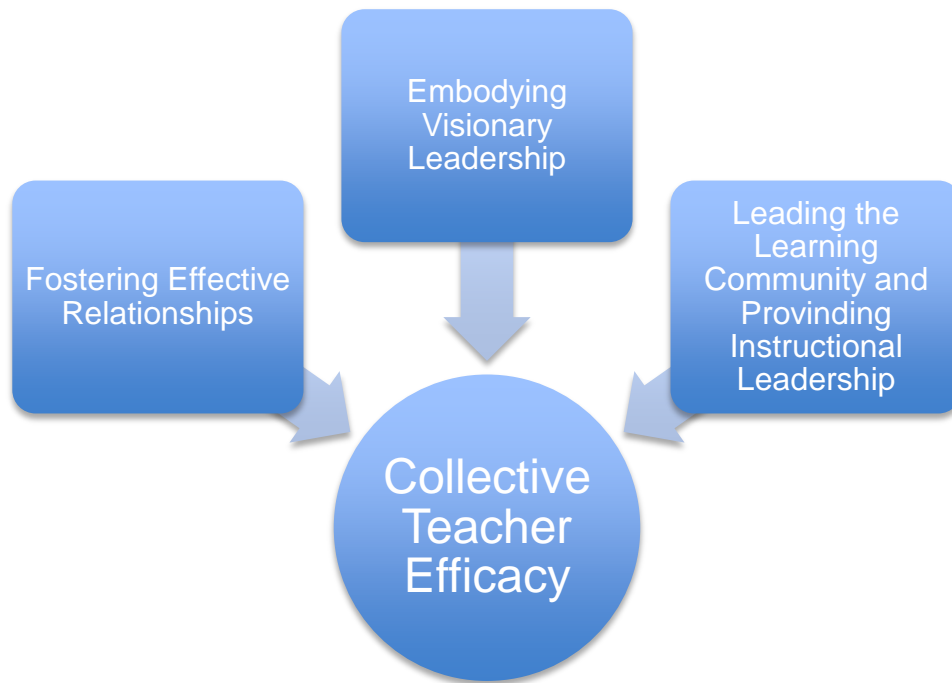 Embodying
Visionary
Leadership
Fostering Effective
Relationships
Leading the
Learning
Community and
Provinding
Instructional
Leadership
Collective
Teacher
Efficacy